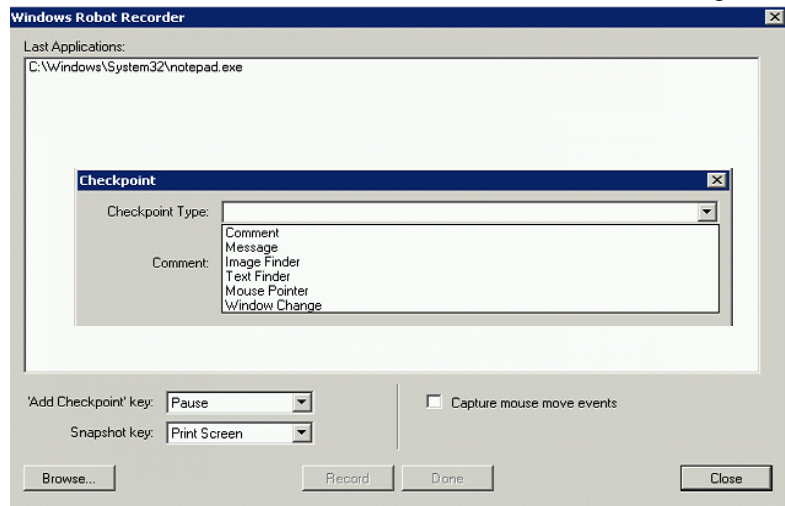 Windows Robot Recorder
Last Applications:
C:\Windows\System32\notepad.exe
Checkpoint
Checkpoint Type:
Comment
Message
Comment: Image Finder
Text Finder
Mouse Pointer
Window Change
'Add Checkpoint' key: Pause Capture mouse move events
Snapshot key: Print Screen
Browse... Record Done Close